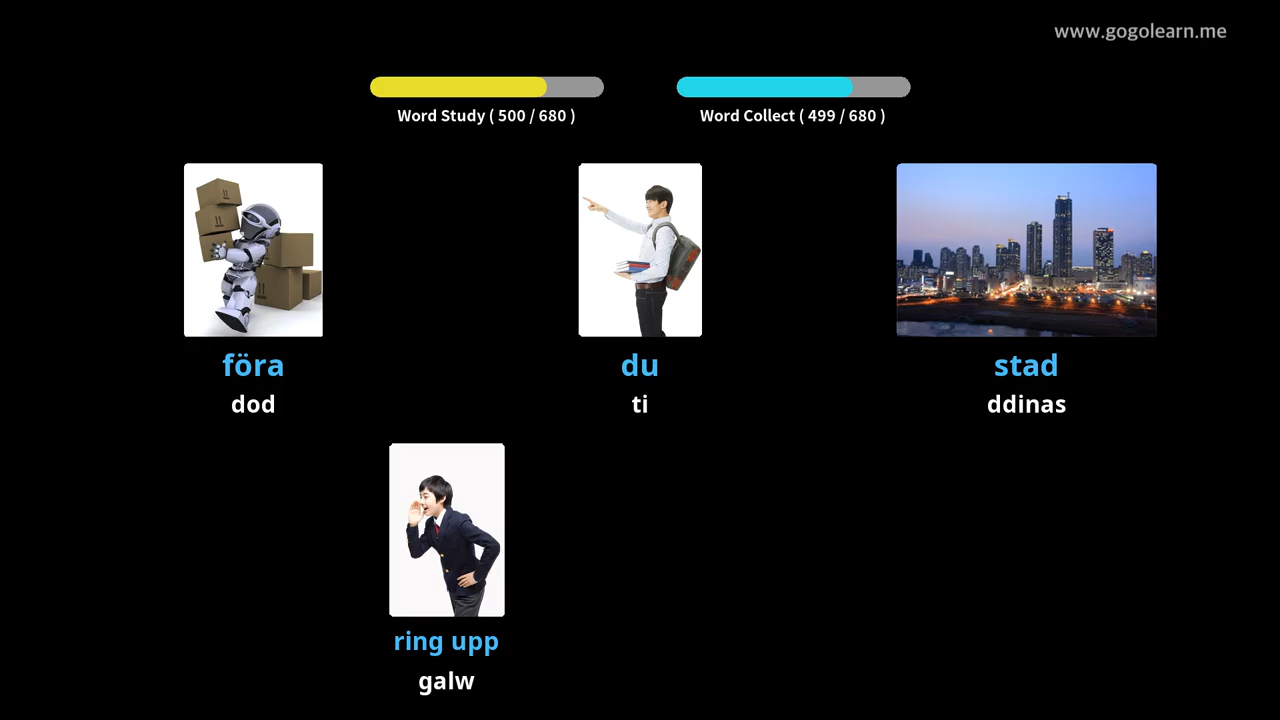 www.gogolearn.me
Word Study ( 500 / 680 )
Word Collect ( 499 / 680 )
föra
du
stad
dod
ti
ddinas
ring upp
galw